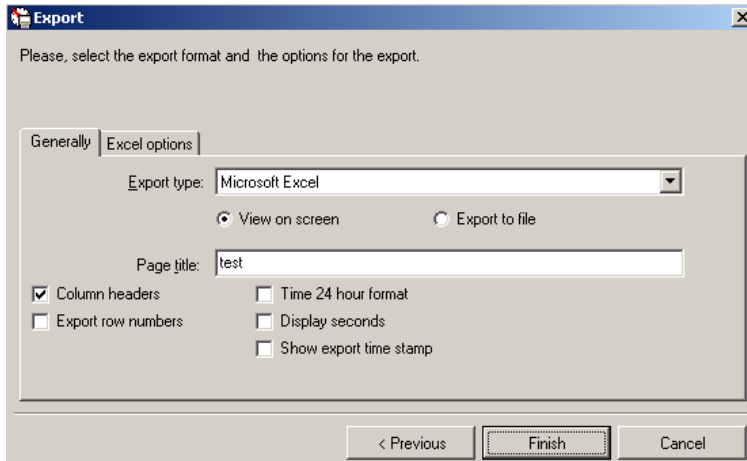 Export
Please, select the export format and  the options for the export.
Generally Excel options
Export type: Microsoft Excel
View on screen Export to file
Page title: test
Column headers Time 24 hour format
Export row numbers Display seconds
Show export time stamp
< Previous Finish Cancel